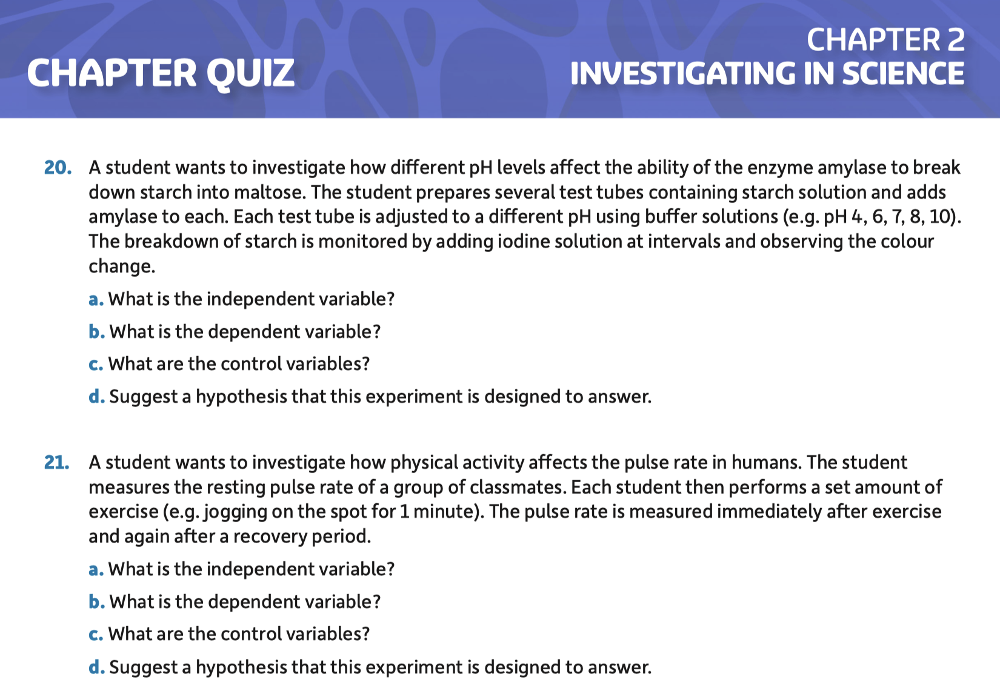 CHAPTER QUIZ
CHAPTER 2
INVESTIGATING IN SCIENCE
20. A student wants to investigate how different pH levels affect the ability of the enzyme amylase to break
down starch into maltose. The student prepares several test tubes containing starch solution and adds
amylase to each. Each test tube is adjusted to a different pH using buffer solutions (e.g. pH 4, 6, 7, 8, 10).
The breakdown of starch is monitored by adding iodine solution at intervals and observing the colour
change.
a. What is the independent variable?
b. What is the dependent variable?
c. What are the control variables?
d. Suggest a hypothesis that this experiment is designed to answer.
21. A student wants to investigate how physical activity affects the pulse rate in humans. The student
measures the resting pulse rate of a group of classmates. Each student then performs a set amount of
exercise (e.g. jogging on the spot for 1 minute). The pulse rate is measured immediately after exercise
and again after a recovery period.
a. What is the independent variable?
b. What is the dependent variable?
c. What are the control variables?
d. Suggest a hypothesis that this experiment is designed to answer.